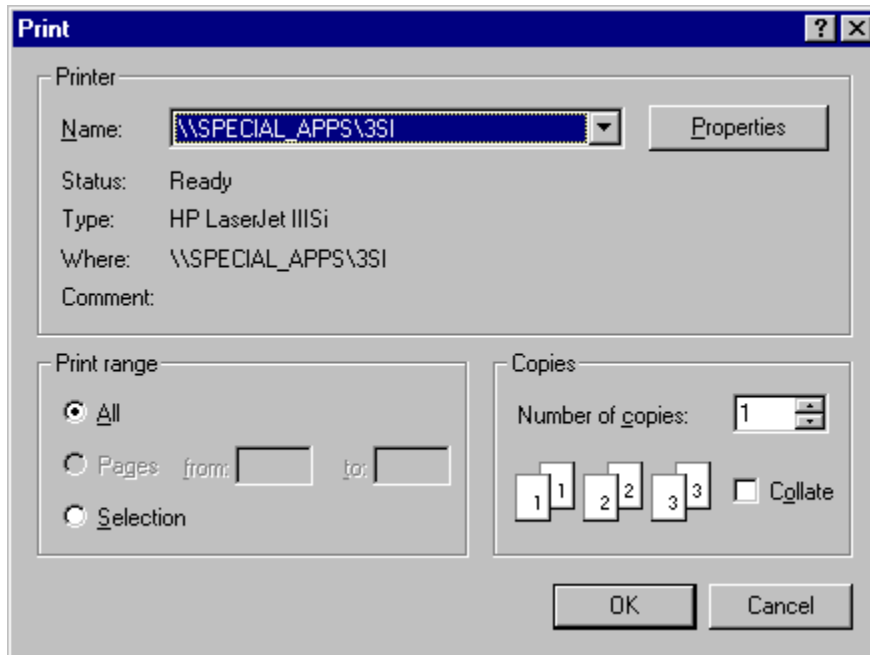 Print
Printer
Name: \\SPECIAL_APPS\3SI Properties
Status: Ready
Type: HP LaserJet IIISi
Where: \\SPECIAL_APPS\3SI
Comment:
Print range
All
Pages from: to:
Selection
Copies
Number of copies: 1
1 1 2 2 3 3 Collate
OK Cancel